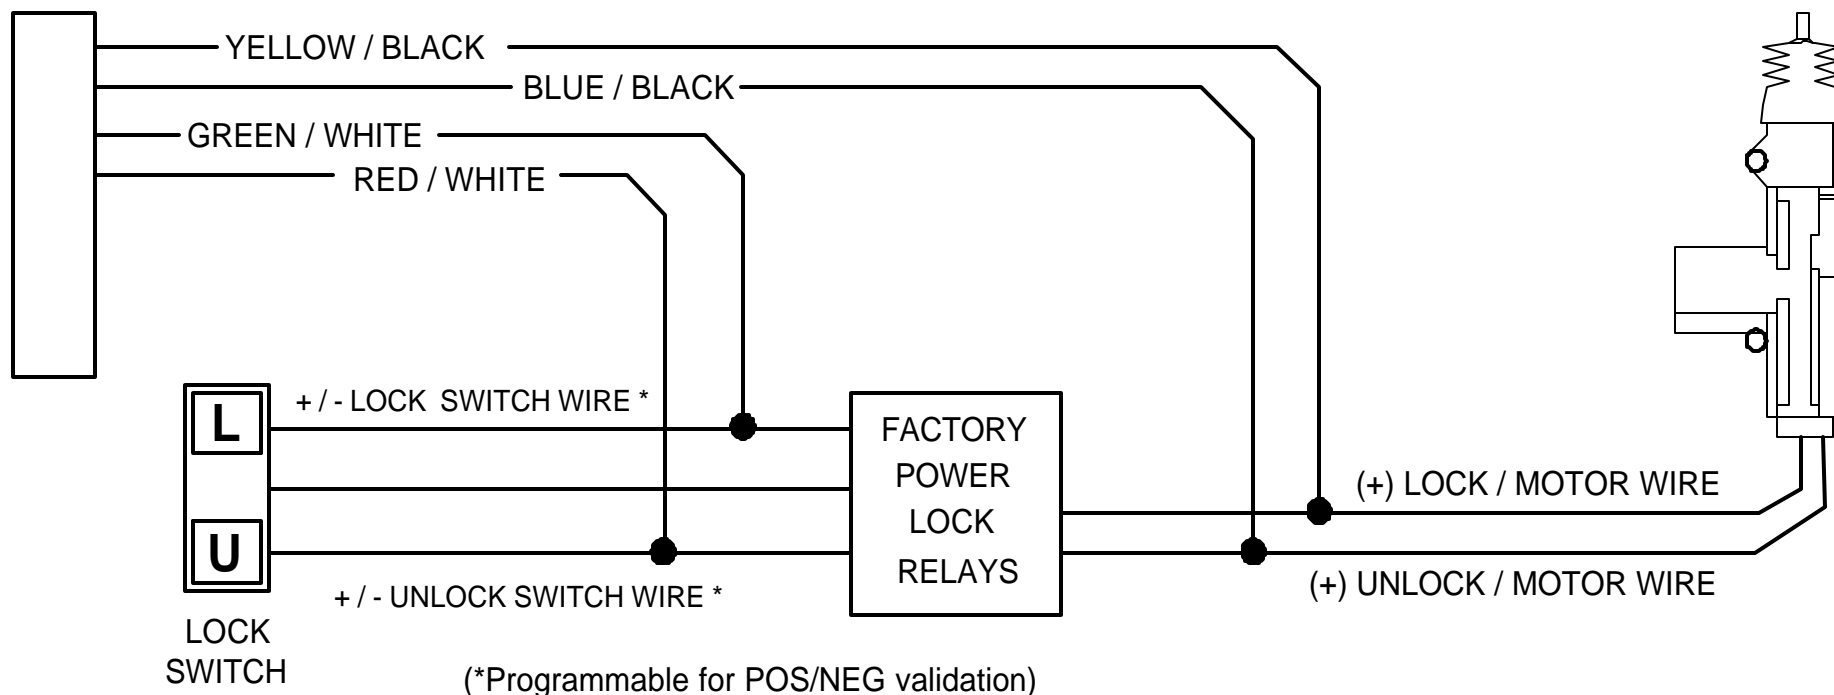 YELLOW / BLACK
BLUE / BLACK
GREEN / WHITE
RED / WHITE
+ / - LOCK SWITCH WIRE *
L
U
+ / - UNLOCK SWITCH WIRE *
LOCK
SWITCH
FACTORY
POWER
LOCK
RELAYS
(+) LOCK / MOTOR WIRE
(+) UNLOCK / MOTOR WIRE
(*Programmable for POS/NEG validation)